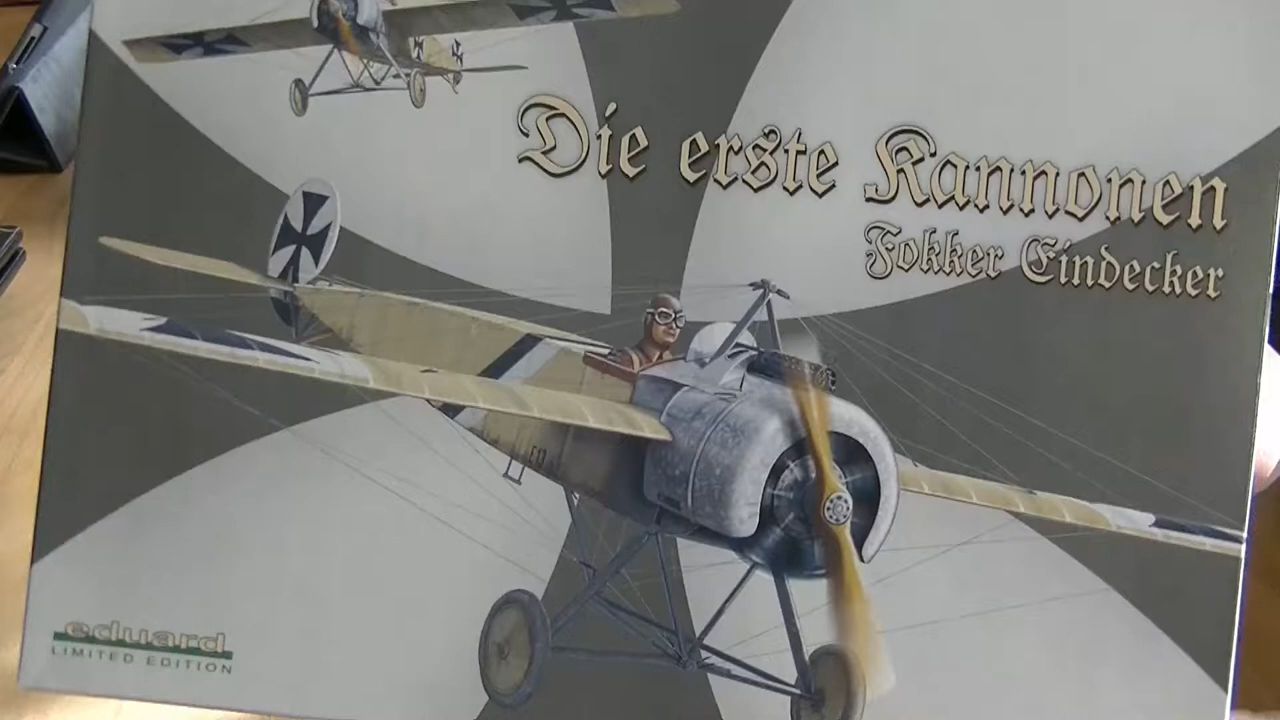 Die erste Kannonen
Fokker Eindecker
eduard
LIMITED EDITION